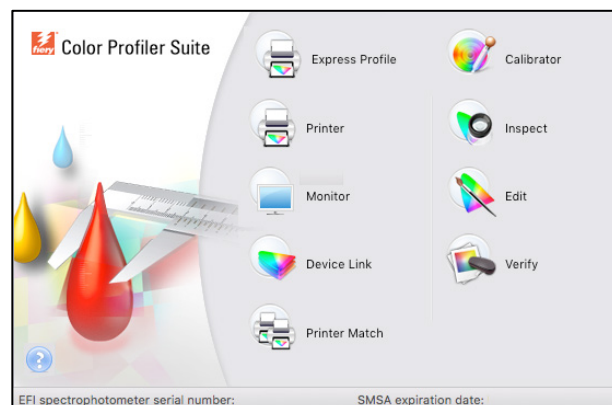 fiery Color Profiler Suite
Express Profile
Printer
Monitor
Device Link
Printer Match
Calibrator
Inspect
Edit
Verify
?
EFI spectrophotometer serial number:
SMSA expiration date: